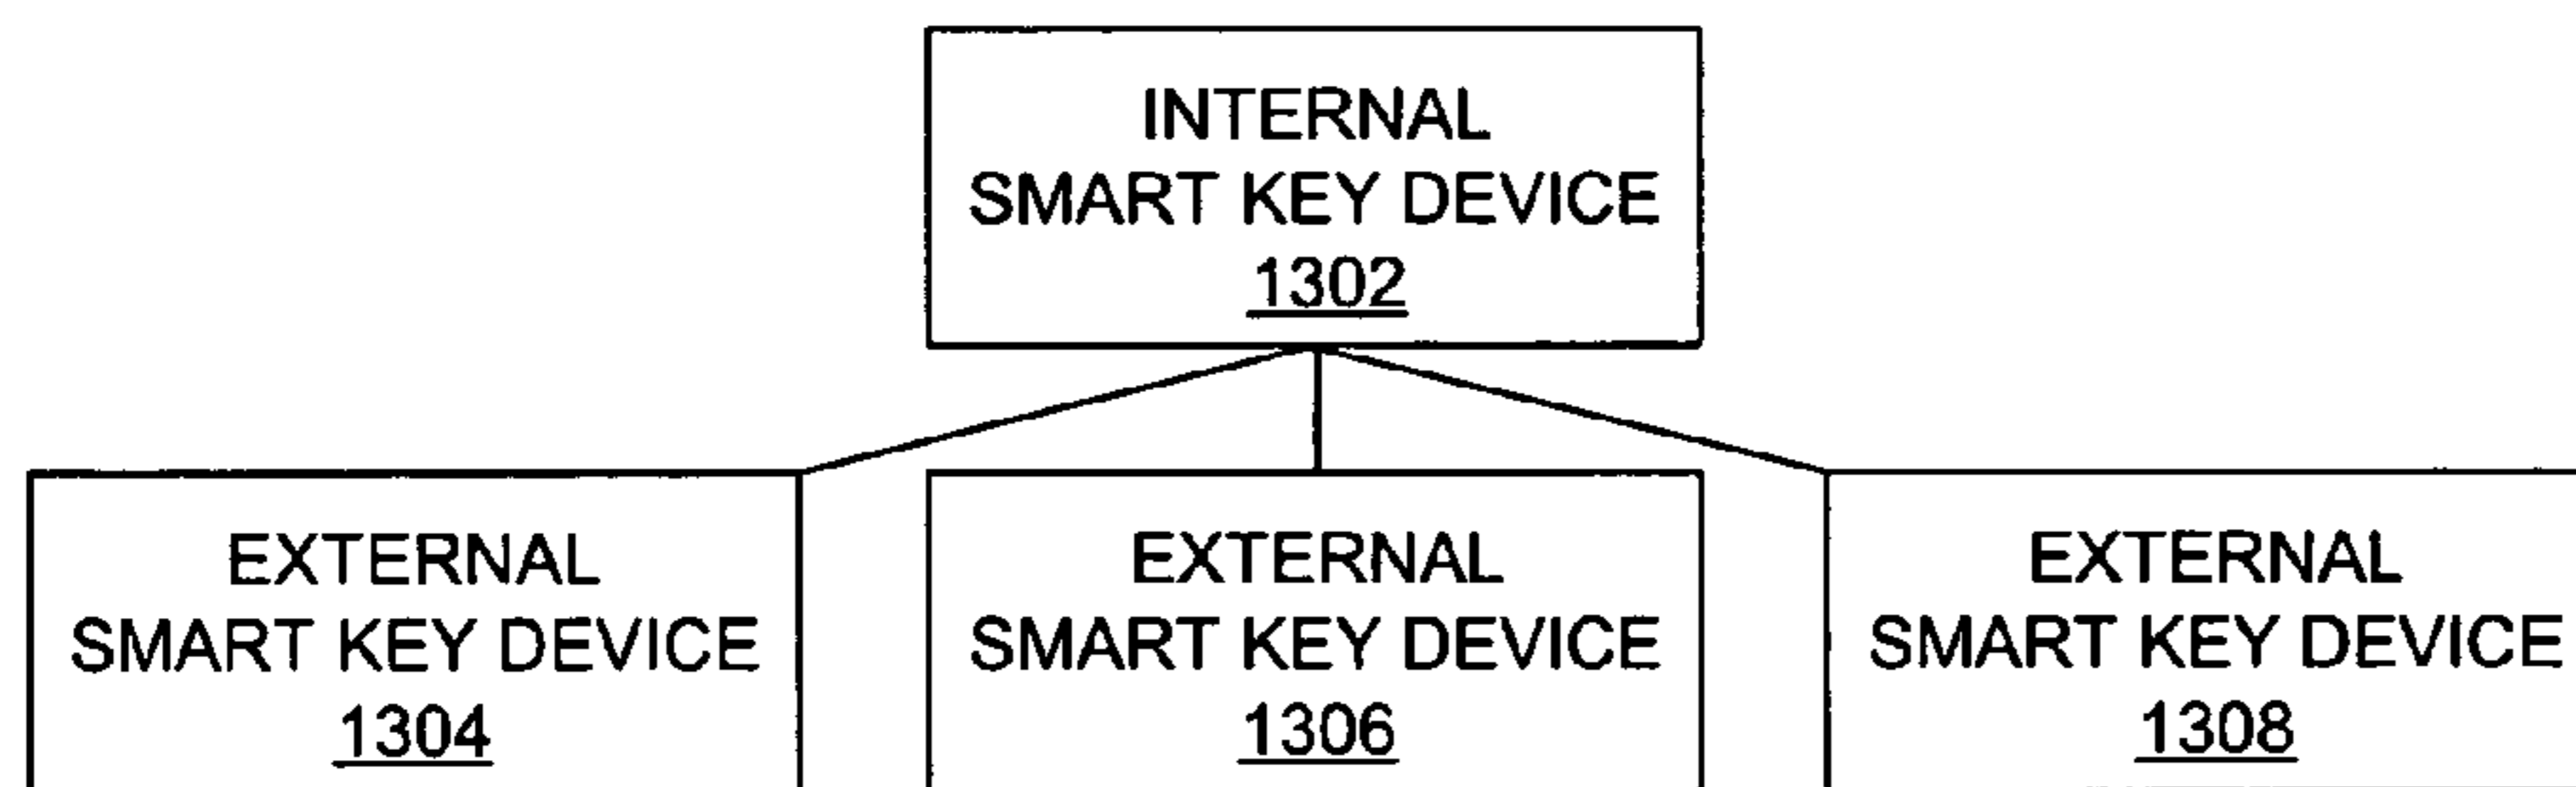 INTERNAL
SMART KEY DEVICE
1302
EXTERNAL
SMART KEY DEVICE
1304
EXTERNAL
SMART KEY DEVICE
1306
EXTERNAL
SMART KEY DEVICE
1308